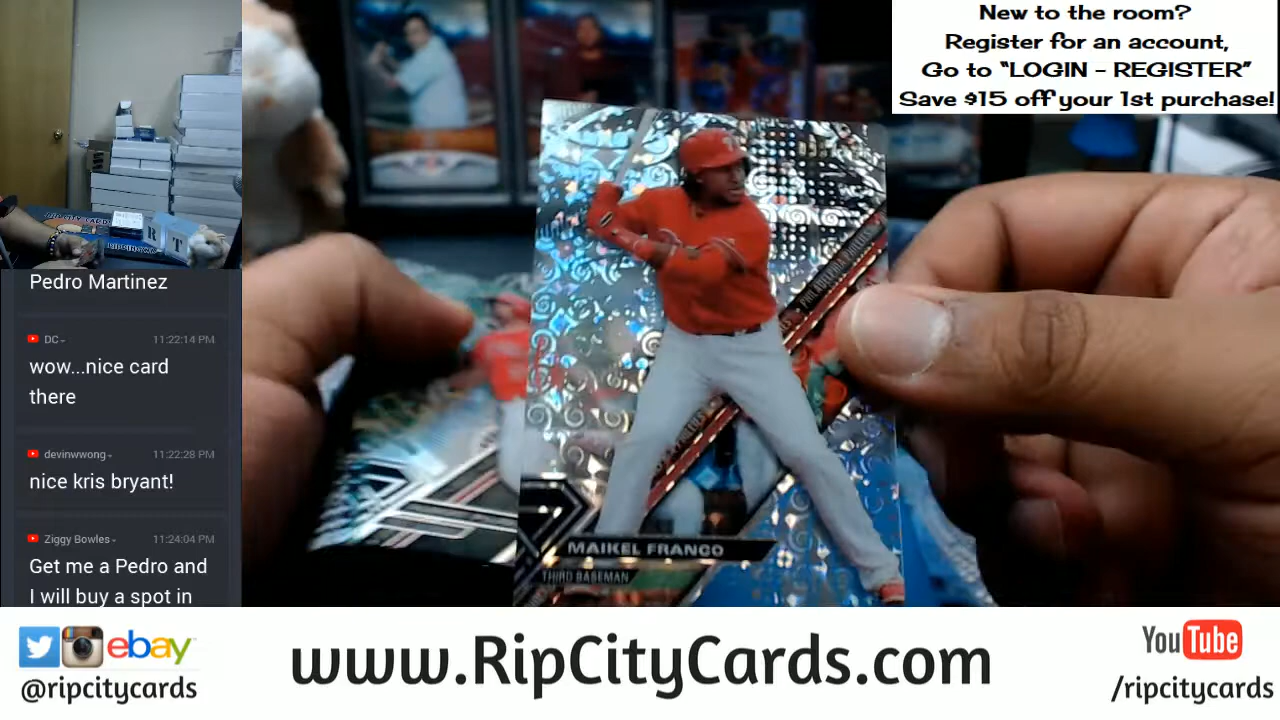 New to the room?
Register for an account,
Go to "LOGIN - REGISTER"
Save $15 off your 1st purchase!
Pedro Martinez
DC 11:22:14 PM
wow...nice card
there
devinwwong 11:22:28 PM
nice kris bryant!
Ziggy Bowles 11:24:04 PM
Get me a Pedro and
I will buy a spot in
PHILADELPHIA PHILLIES
MAIKEL FRANCO
THIRD BASEMAN
R T
ebay
@ripcitycards
www.RipCityCards.com
YouTube
/ripcitycards